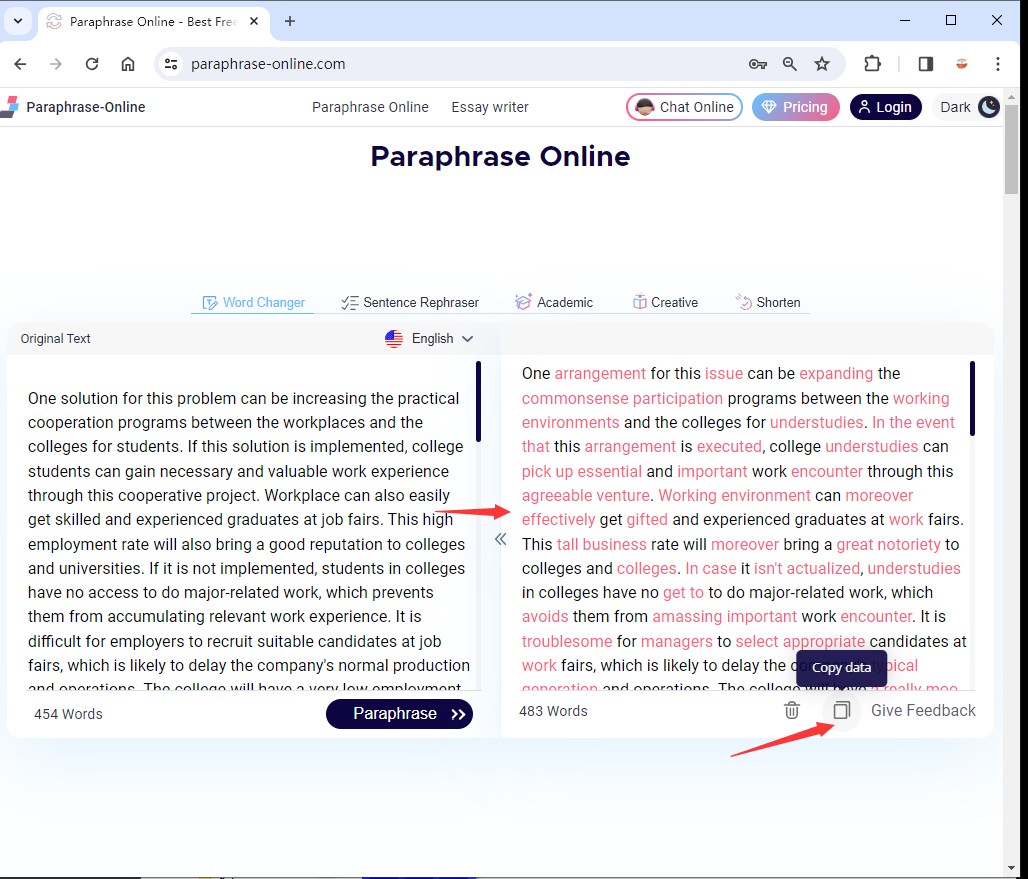 Paraphrase Online - Best Free
paraphrase-online.com
Paraphrase-Online
Paraphrase Online
Essay writer
Chat Online
Pricing
Login
Dark
Paraphrase Online
Word Changer
Sentence Rephraser
Academic
Creative
Shorten
Original Text
English
One solution for this problem can be increasing the practical
cooperation programs between the workplaces and the
colleges for students. If this solution is implemented, college
students can gain necessary and valuable work experience
through this cooperative project. Workplace can also easily
get skilled and experienced graduates at job fairs. This high
employment rate will also bring a good reputation to colleges
and universities. If it is not implemented, students in colleges
have no access to do major-related work, which prevents
them from accumulating relevant work experience. It is
difficult for employers to recruit suitable candidates at job
fairs, which is likely to delay the company's normal production
and operations. The college will have a very low employment
454 Words
Paraphrase
One arrangement for this issue can be expanding the
commonsense participation programs between the working
environments and the colleges for understudies. In the event
that this arrangement is executed, college understudies can
pick up essential and important work encounter through this
agreeable venture. Working environment can moreover
effectively get gifted and experienced graduates at work fairs.
This tall business rate will moreover bring a great notoriety to
colleges and colleges. In case it isn't actualized, understudies
in colleges have no get to to do major-related work, which
avoids them from amassing important work encounter. It is
troublesome for managers to select appropriate candidates at
work fairs, which is likely to delay the
generation and operations. The college will have a really moo
Copy data
483 Words
Give Feedback